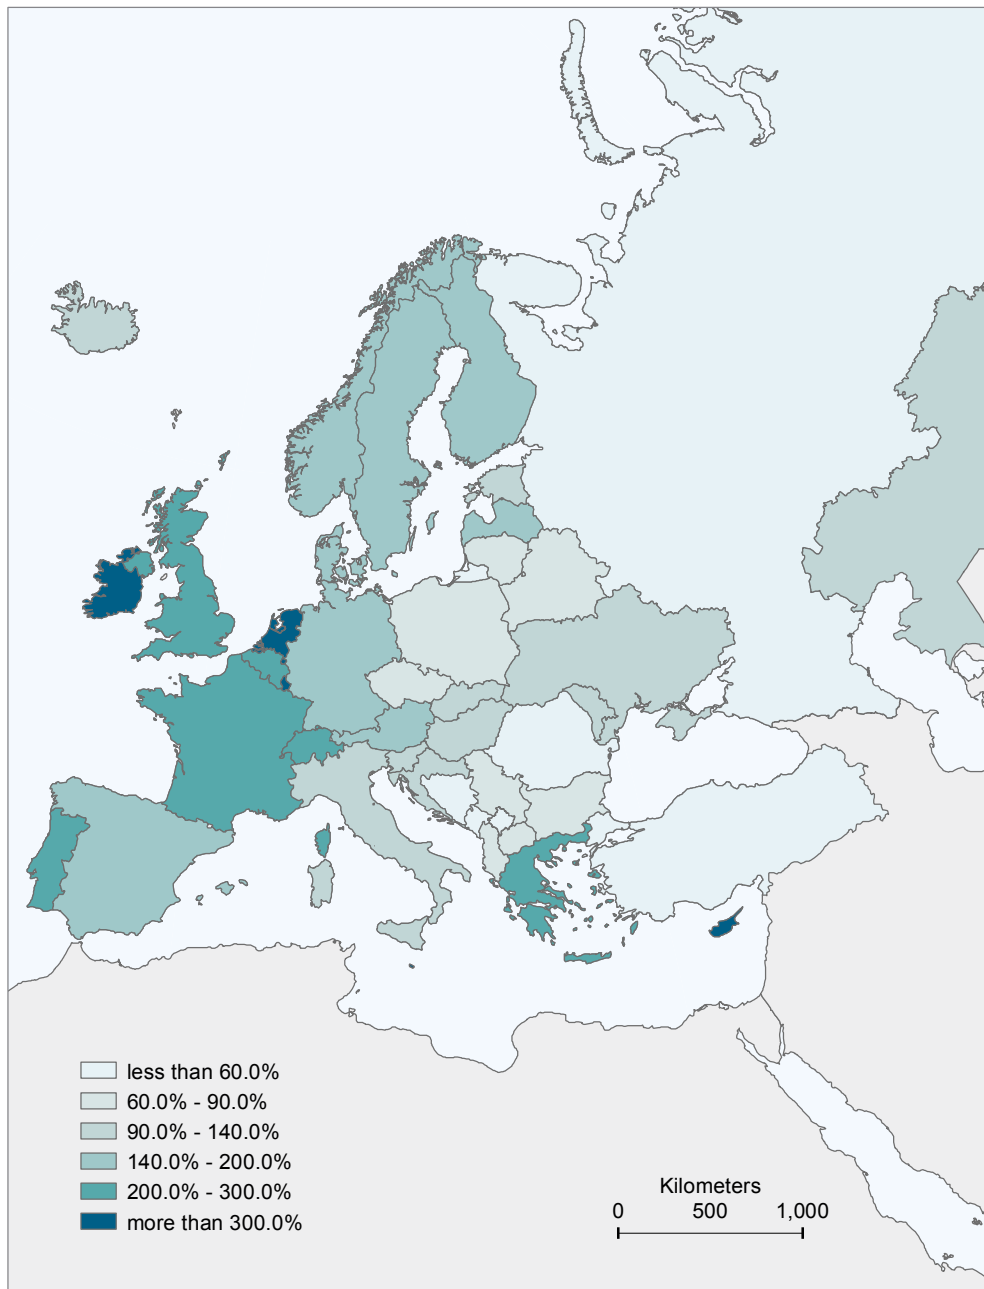 less than 60.0%
60.0% - 90.0%
90.0% - 140.0%
140.0% - 200.0%
200.0% - 300.0%
more than 300.0%
Kilometers
0 500 1,000